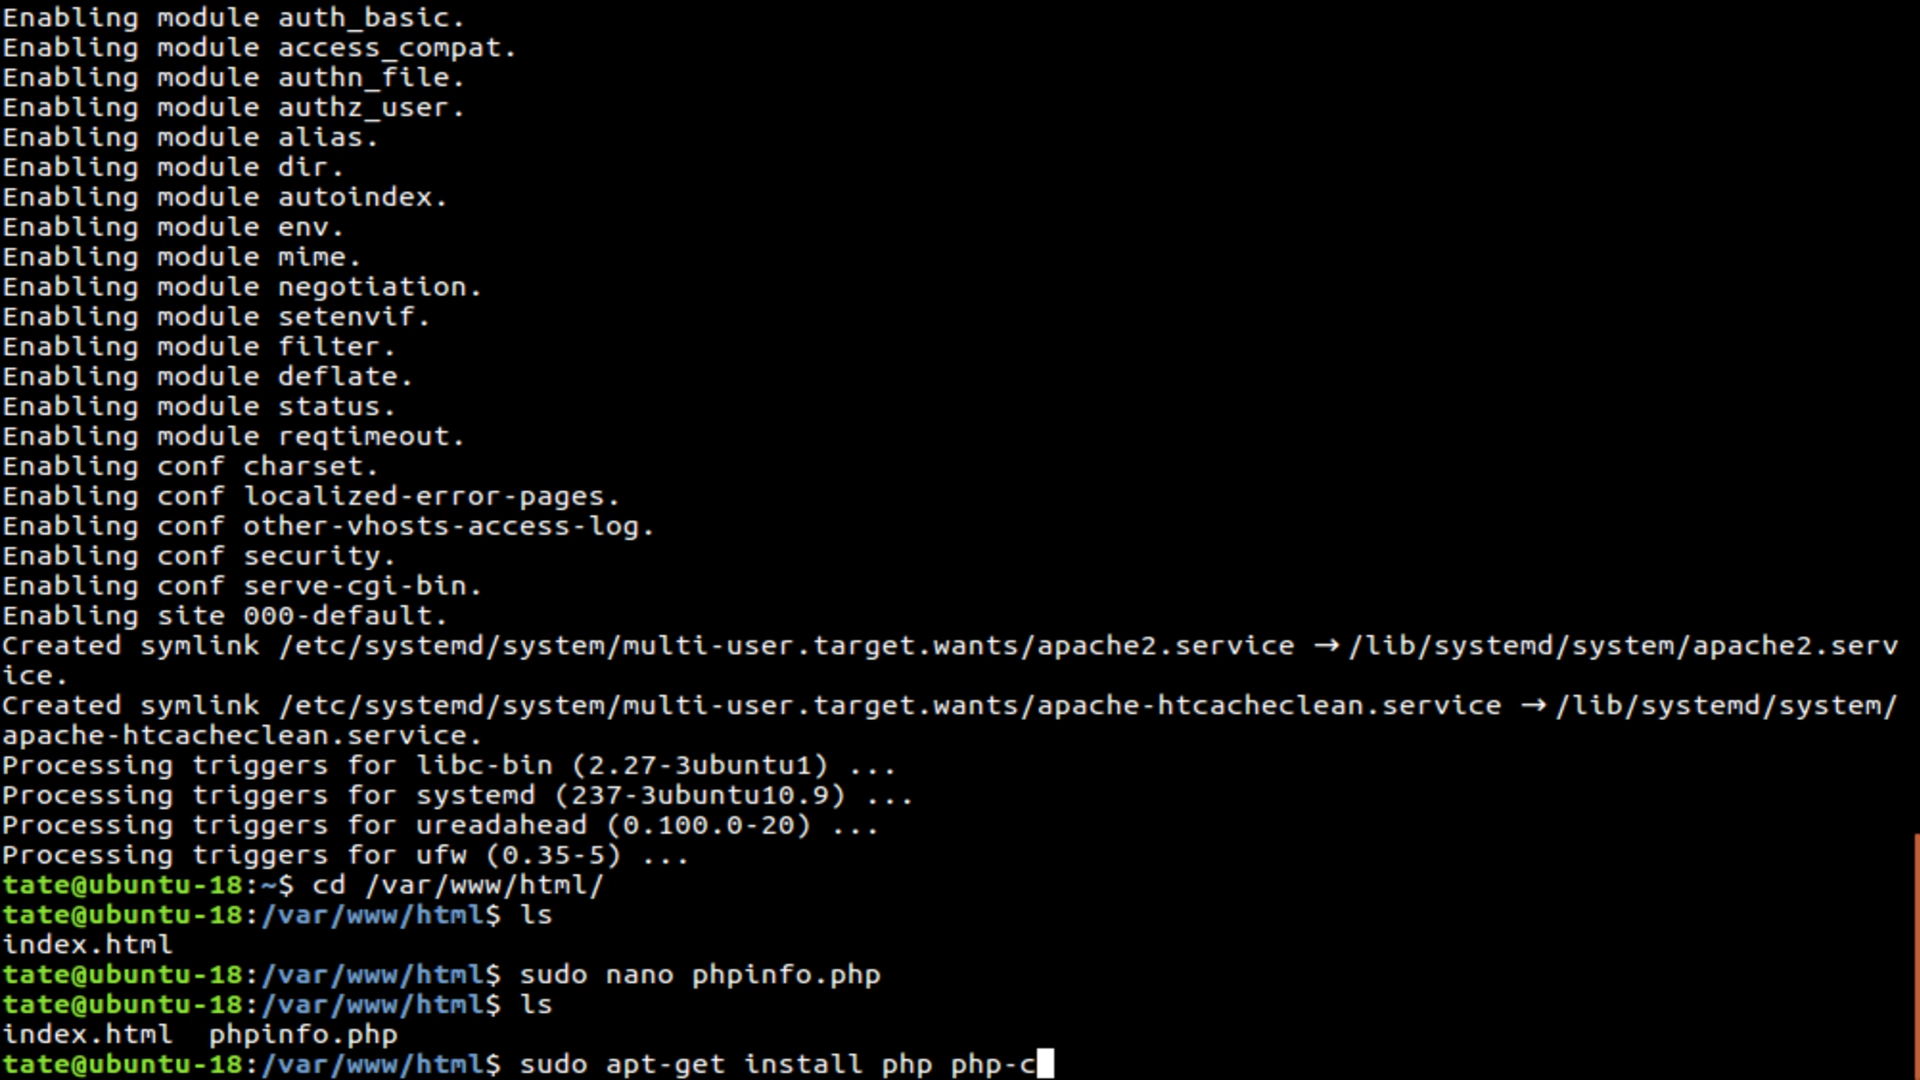 Enabling module auth_basic.
Enabling module access_compat.
Enabling module authn_file.
Enabling module authz_user.
Enabling module alias.
Enabling module dir.
Enabling module autoindex.
Enabling module env.
Enabling module mime.
Enabling module negotiation.
Enabling module setenvif.
Enabling module filter.
Enabling module deflate.
Enabling module status.
Enabling module reqtimeout.
Enabling conf charset.
Enabling conf localized-error-pages.
Enabling conf other-vhosts-access-log.
Enabling conf security.
Enabling conf serve-cgi-bin.
Enabling site 000-default.
Created symlink /etc/systemd/system/multi-user.target.wants/apache2.service → /lib/systemd/system/apache2.serv
ice.
Created symlink /etc/systemd/system/multi-user.target.wants/apache-htcacheclean.service → /lib/systemd/system/
apache-htcacheclean.service.
Processing triggers for libc-bin (2.27-3ubuntu1) ...
Processing triggers for systemd (237-3ubuntu10.9) ...
Processing triggers for ureadahead (0.100.0-20) ...
Processing triggers for ufw (0.35-5) ...
tate@ubuntu-18:~$ cd /var/www/html/
tate@ubuntu-18:/var/www/html$ ls
index.html
tate@ubuntu-18:/var/www/html$ sudo nano phpinfo.php
tate@ubuntu-18:/var/www/html$ ls
index.html  phpinfo.php
tate@ubuntu-18:/var/www/html$ sudo apt-get install php php-c